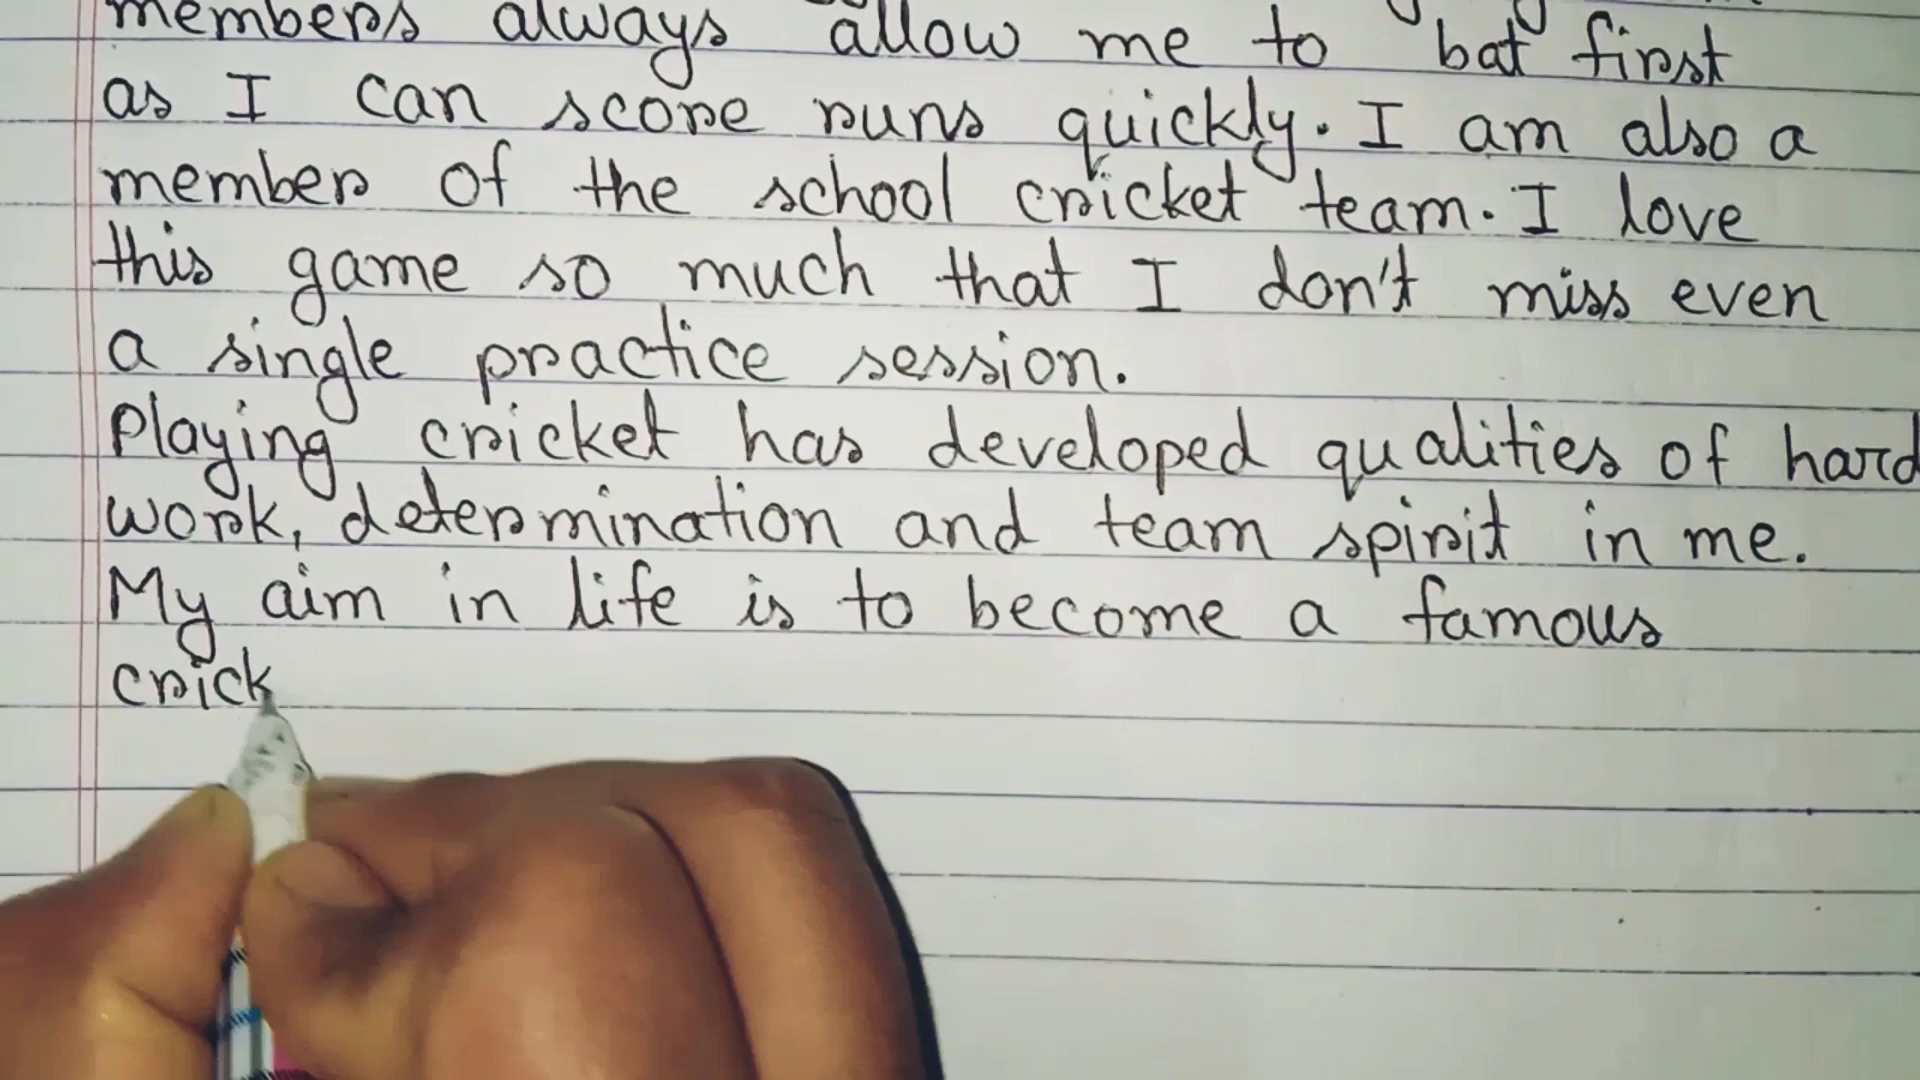 members always allow me to bat first
as I can score runs quickly. I am also a
member of the school cricket team. I love
this game so much that I don't miss even
a single practice session.
Playing cricket has developed qualities of hard
work, determination and team spirit in me.
My aim in life is to become a famous
crick